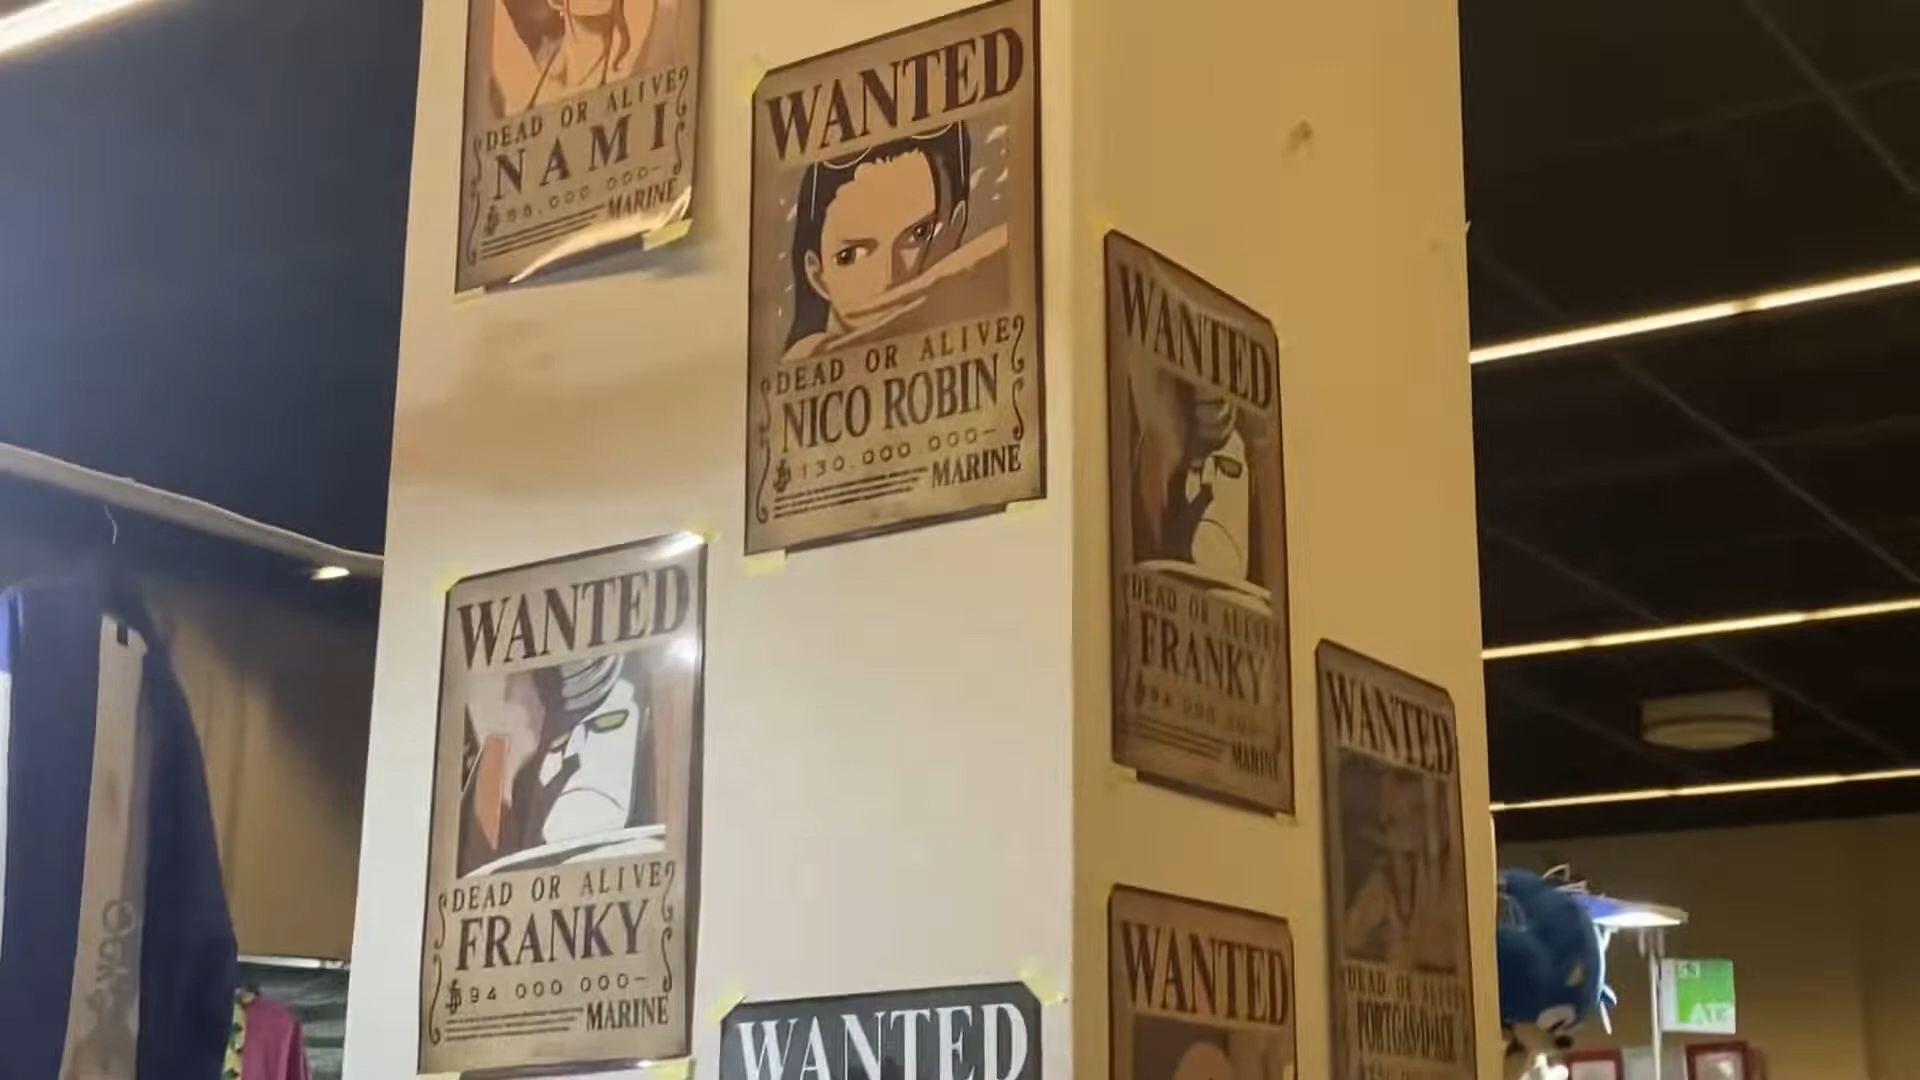 DEAD OR ALIVE
NAMI
MARINE
WANTED
DEAD OR ALIVE
NICO ROBIN
130.000.000-
MARINE
WANTED
DEAD OR ALIVE
FRANKY
94 000 000-
MARINE
WANTED
WANTED
DEAD OR ALIVE
FRANKY
MARINE
WANTED
DEAD OR ALIVE
PORTGAS•D•ACE
WANTED